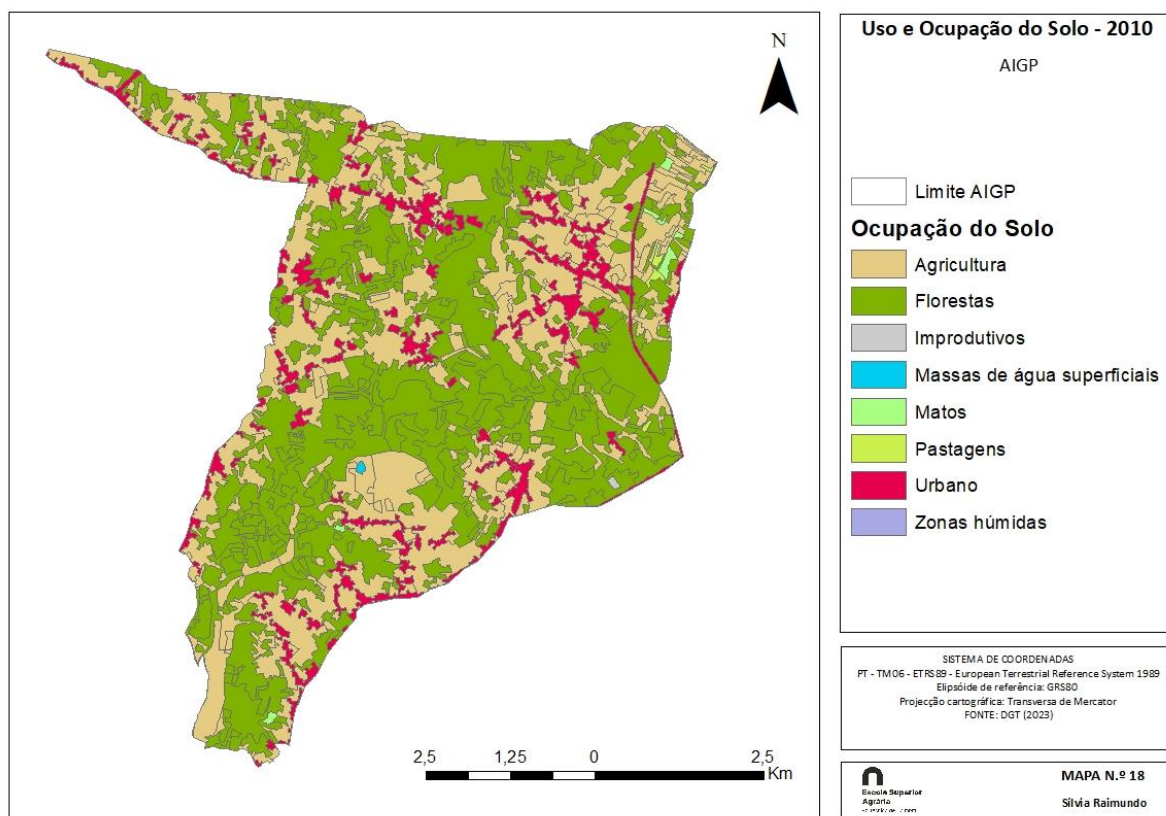 N
2,5 1,25 0 2,5
Km
Uso e Ocupação do Solo - 2010
AIGP
Limite AIGP
Ocupação do Solo
Agricultura
Florestas
Improdutivos
Massas de água superficiais
Matos
Pastagens
Urbano
Zonas húmidas
SISTEMA DE COORDENADAS
PT - TM06 - ETRS89 - European Terrestrial Reference System 1989
Elipsóide de referência: GRS80
Projecção cartográfica: Transversa de Mercator
FONTE: DGT (2023)
Escola Superior
Agrária
MAPA N.º 18
Sílvia Raimundo